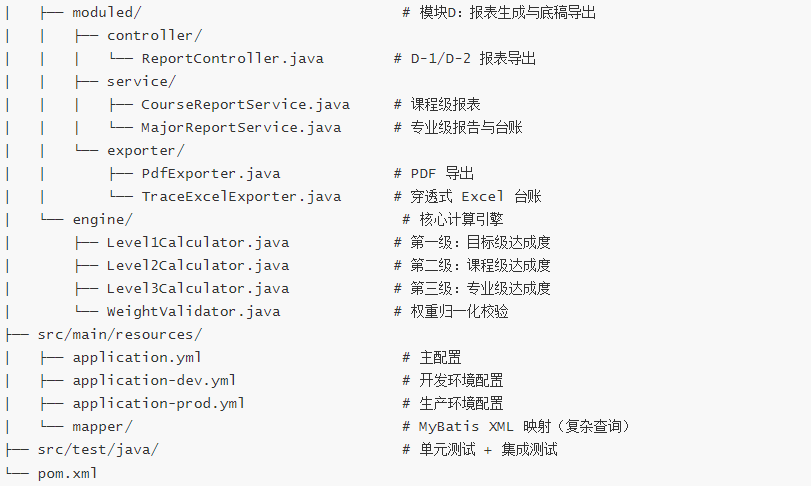 │   ├── moduled/                              # 模块D：报表生成与底稿导出
│   │   ├── controller/
│   │   │   └── ReportController.java        # D-1/D-2 报表导出
│   │   ├── service/
│   │   │   ├── CourseReportService.java     # 课程级报表
│   │   │   └── MajorReportService.java      # 专业级报告与台账
│   │   └── exporter/
│   │       ├── PdfExporter.java             # PDF 导出
│   │       └── TraceExcelExporter.java      # 穿透式 Excel 台账
│   └── engine/                               # 核心计算引擎
│       ├── Level1Calculator.java            # 第一级：目标级达成度
│       ├── Level2Calculator.java            # 第二级：课程级达成度
│       ├── Level3Calculator.java            # 第三级：专业级达成度
│       └── WeightValidator.java             # 权重归一化校验
├── src/main/resources/
│   ├── application.yml                       # 主配置
│   ├── application-dev.yml                   # 开发环境配置
│   ├── application-prod.yml                  # 生产环境配置
│   └── mapper/                               # MyBatis XML 映射（复杂查询）
├── src/test/java/                            # 单元测试 + 集成测试
└── pom.xml